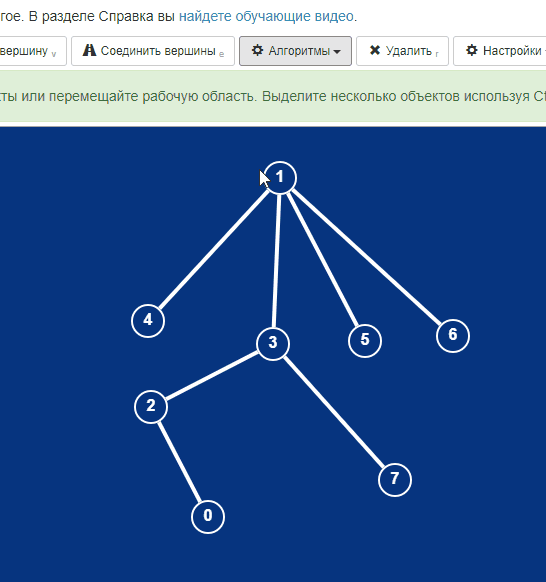 гое. В разделе Справка вы найдете обучающие видео.
вершину v Соединить вершины e Алгоритмы Удалить r Настройки
ты или перемещайте рабочую область. Выделите несколько объектов используя Ct
1
4
3
5
6
2
7
0